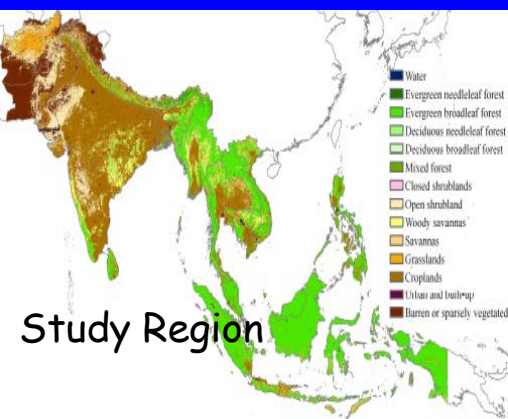 Water
Evergreen needleleaf forest
Evergreen broadleaf forest
Deciduous needleleaf forest
Deciduous broadleaf forest
Mixed forest
Closed shrublands
Open shrubland
Woody savannas
Savannas
Grasslands
Croplands
Urban and built-up
Barren or sparsely vegetated
Study Region